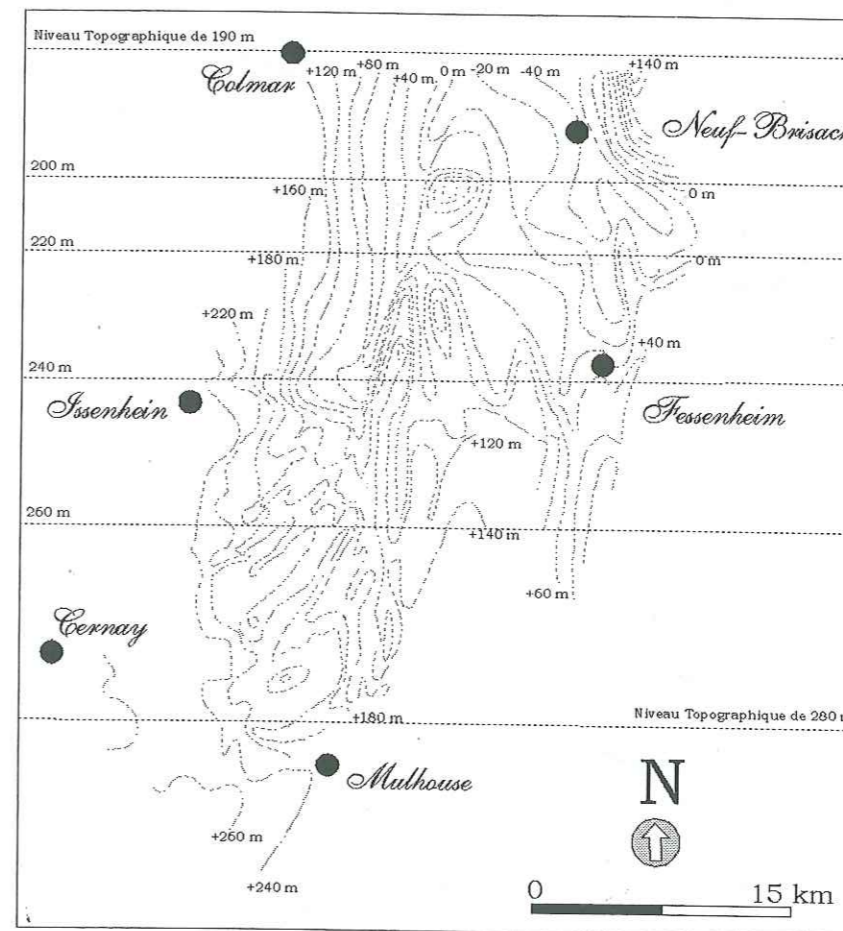 Niveau Topographique de 190 m
Colmar
+120 m
+80 m
+40 m
0 m
-20 m
-40 m
+140 m
Neuf-Brisach
200 m
+160 m
0 m
220 m
+180 m
0 m
+220 m
+40 m
240 m
Issenhein
Fessenheim
+120 m
260 m
+140 m
+60 m
Cernay
+180 m
Niveau Topographique de 280 m
Mulhouse
N
+260 m
+240 m
0 15 km